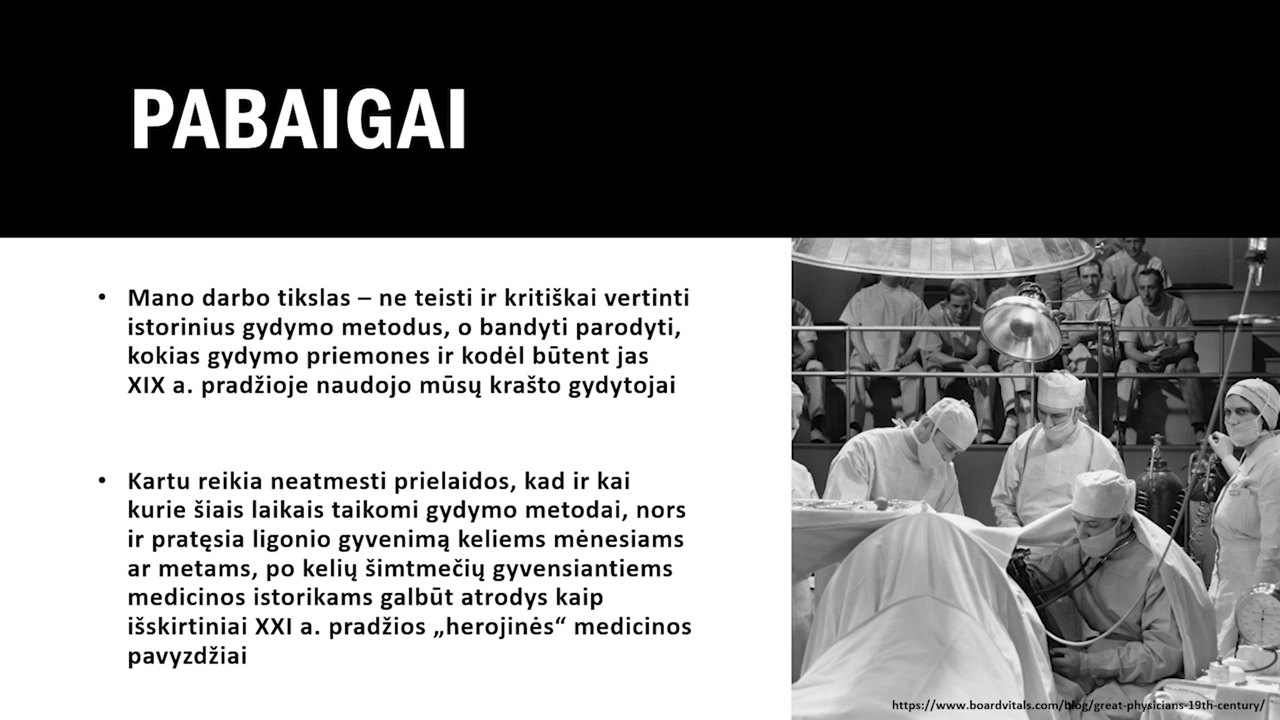 PABAIGAI
• Mano darbo tikslas – ne teisti ir kritiškai vertinti
istorinius gydymo metodus, o bandyti parodyti,
kokias gydymo priemones ir kodėl būtent jas
XIX a. pradžioje naudojo mūsų krašto gydytojai
• Kartu reikia neatmesti prielaidos, kad ir kai
kurie šiais laikais taikomi gydymo metodai, nors
ir pratęsia ligonio gyvenimą keliems mėnesiams
ar metams, po kelių šimtmečių gyvensiantiems
medicinos istorikams galbūt atrodys kaip
išskirtiniai XXI a. pradžios „herojinės“ medicinos
pavyzdžiai
https://www.boardvitals.com/blog/great-physicians-19th-century/